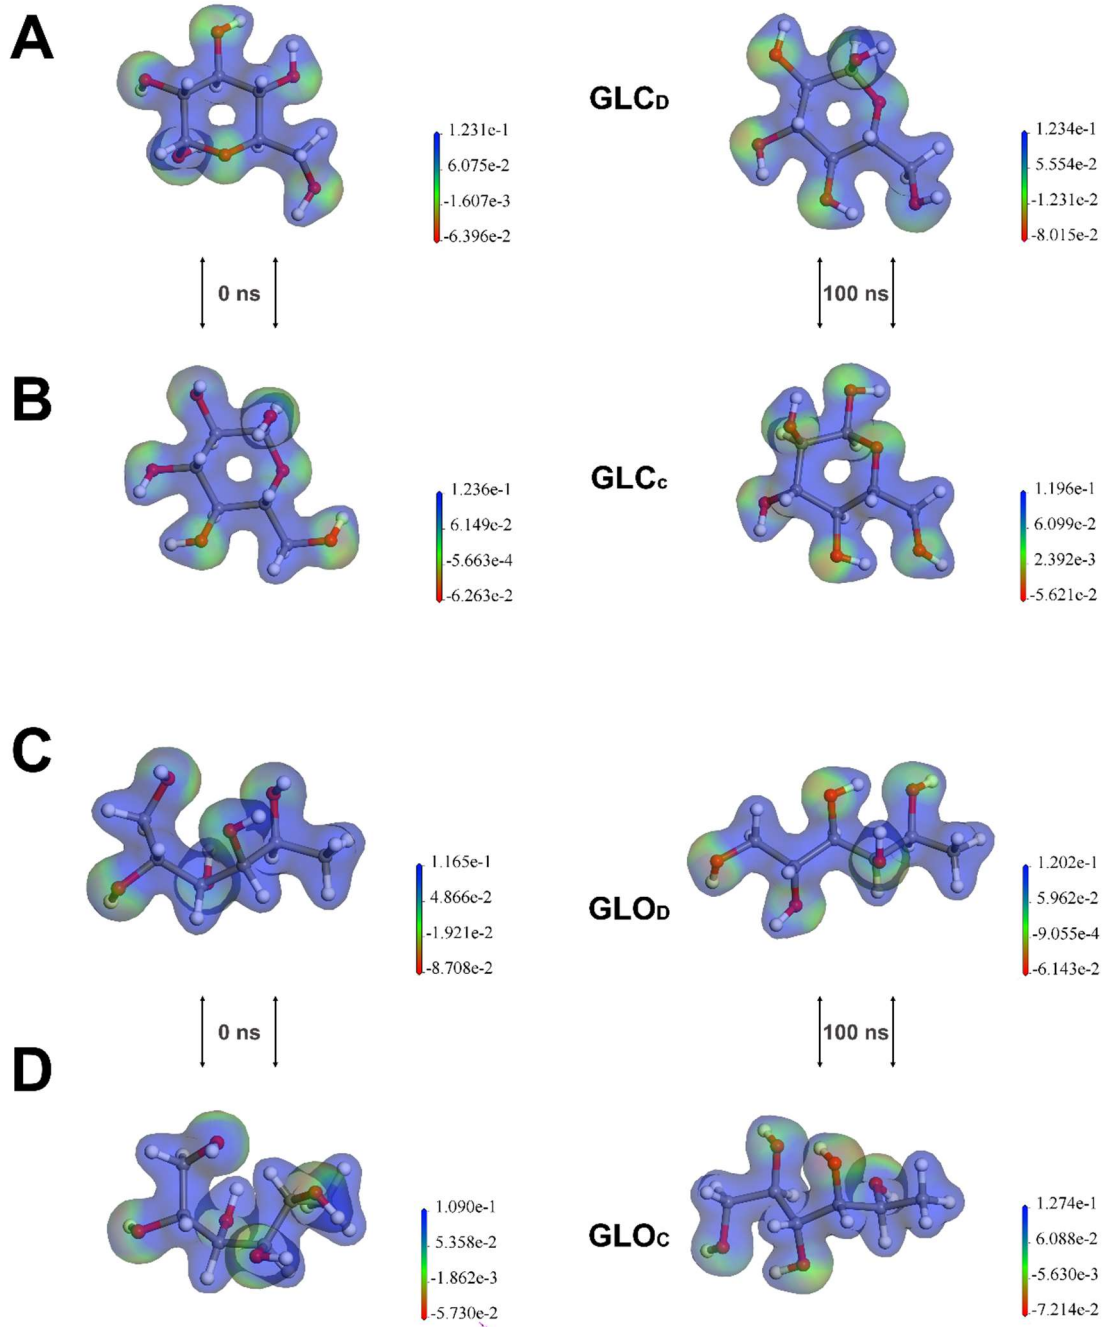 A
GLCD
1.231e-1
6.075e-2
-1.607e-3
-6.396e-2
1.234e-1
5.554e-2
-1.231e-2
-8.015e-2
0 ns
100 ns
B
GLCc
1.236e-1
6.149e-2
-5.663e-4
-6.263e-2
1.196e-1
6.099e-2
2.392e-3
-5.621e-2
C
GLOD
1.165e-1
4.866e-2
-1.921e-2
-8.708e-2
1.202e-1
5.962e-2
-9.055e-4
-6.143e-2
0 ns
100 ns
D
GLOC
1.090e-1
5.358e-2
-1.862e-3
-5.730e-2
1.274e-1
6.088e-2
-5.630e-3
-7.214e-2